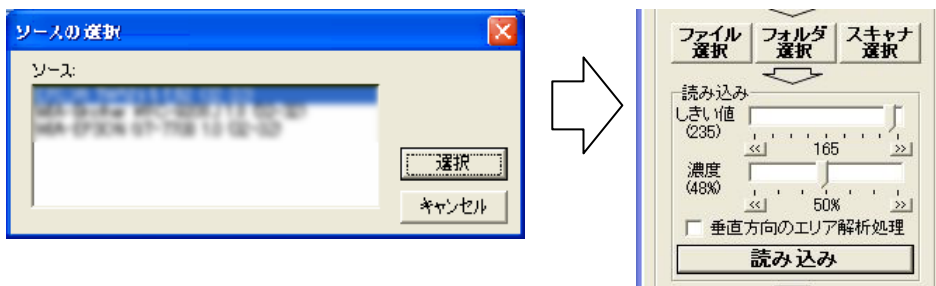 ソースの選択
ソース:
選択
キャンセル
ファイル
選択
フォルダ
選択
スキャナ
選択
読み込み
しきい値
(235)
<<
165
>>
濃度
(48%)
<<
50%
>>
垂直方向のエリア解析処理
読み込み